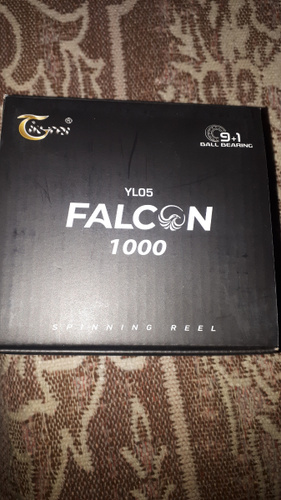 ®
9+1
BALL BEARING
YL05
FALCON
1000
SPINNING REEL